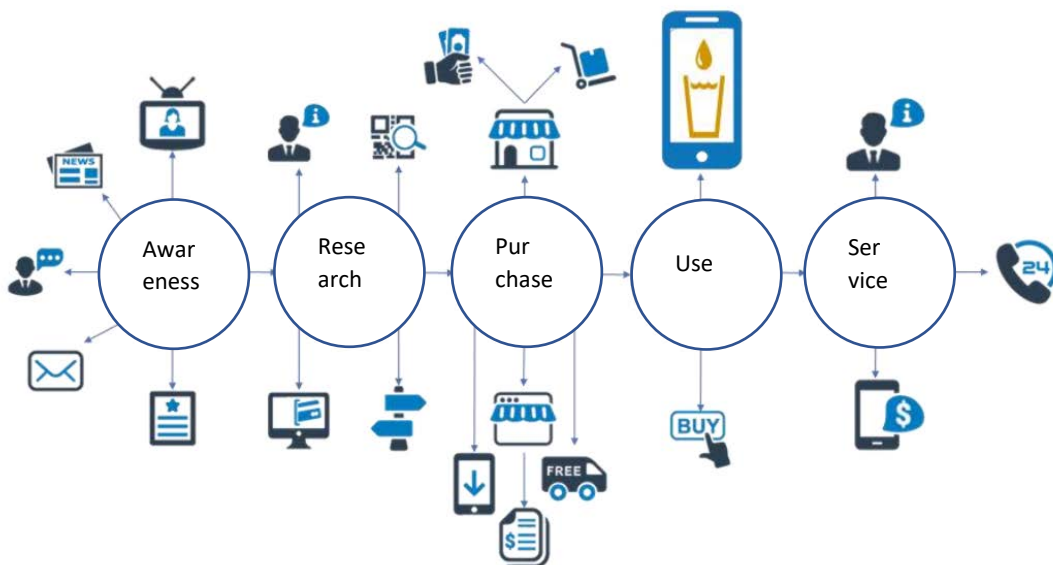 NEWS
Awar
eness
Rese
arch
Pur
chase
Use
Ser
vice
24
BUY
$
FREE
$